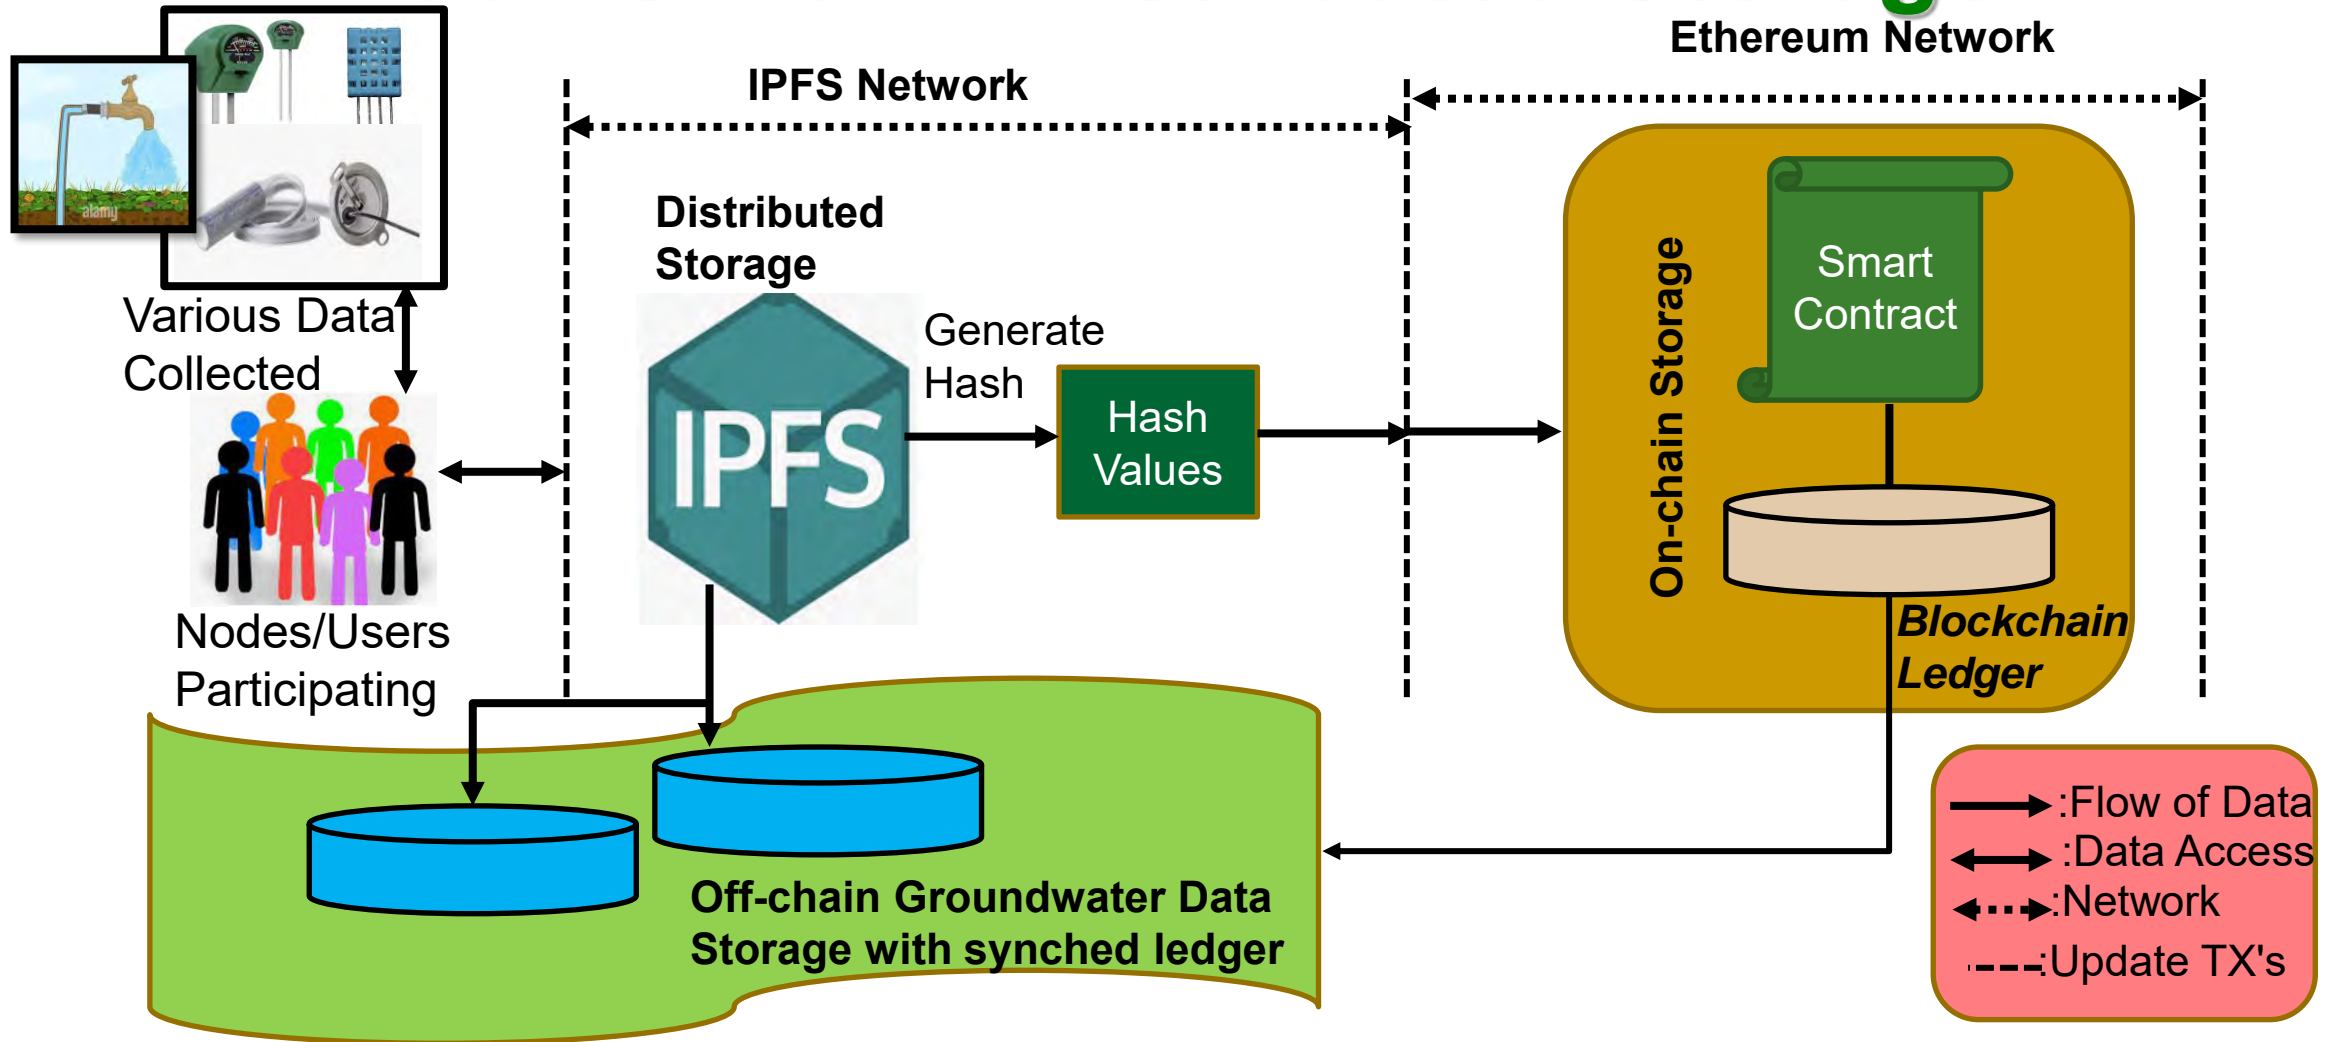 Ethereum Network
IPFS Network
alamy
Various Data
Collected
Nodes/Users
Participating
Distributed
Storage
IPFS
Generate
Hash
Hash
Values
On-chain Storage
Smart
Contract
Blockchain
Ledger
Off-chain Groundwater Data
Storage with synched ledger
:Flow of Data
:Data Access
:Network
:Update TX's